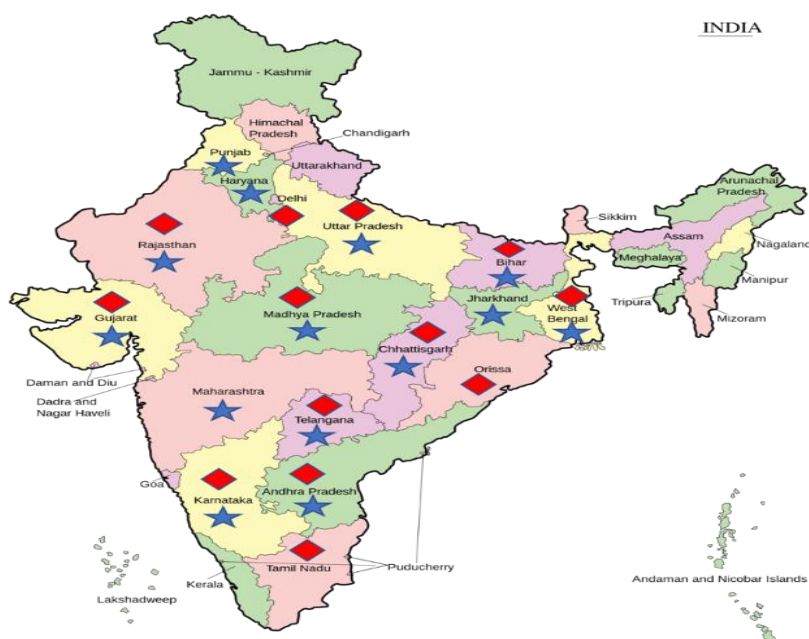 INDIA
Jammu - Kashmir
Himachal
Pradesh
Chandigarh
Punjab
Uttarakhand
Haryana
Delhi
Arunachal
Pradesh
Sikkim
Uttar Pradesh
Rajasthan
Assam
Nagaland
Bihar
Meghalaya
Manipur
Jharkhand
Tripura
West
Bengal
Gujarat
Madhya Pradesh
Mizoram
Chhattisgarh
Orissa
Daman and Diu
Dadra and
Nagar Haveli
Maharashtra
Telangana
Goa
Karnataka
Andhra Pradesh
Tamil Nadu
Puducherry
Kerala
Lakshadweep
Andaman and Nicobar Islands